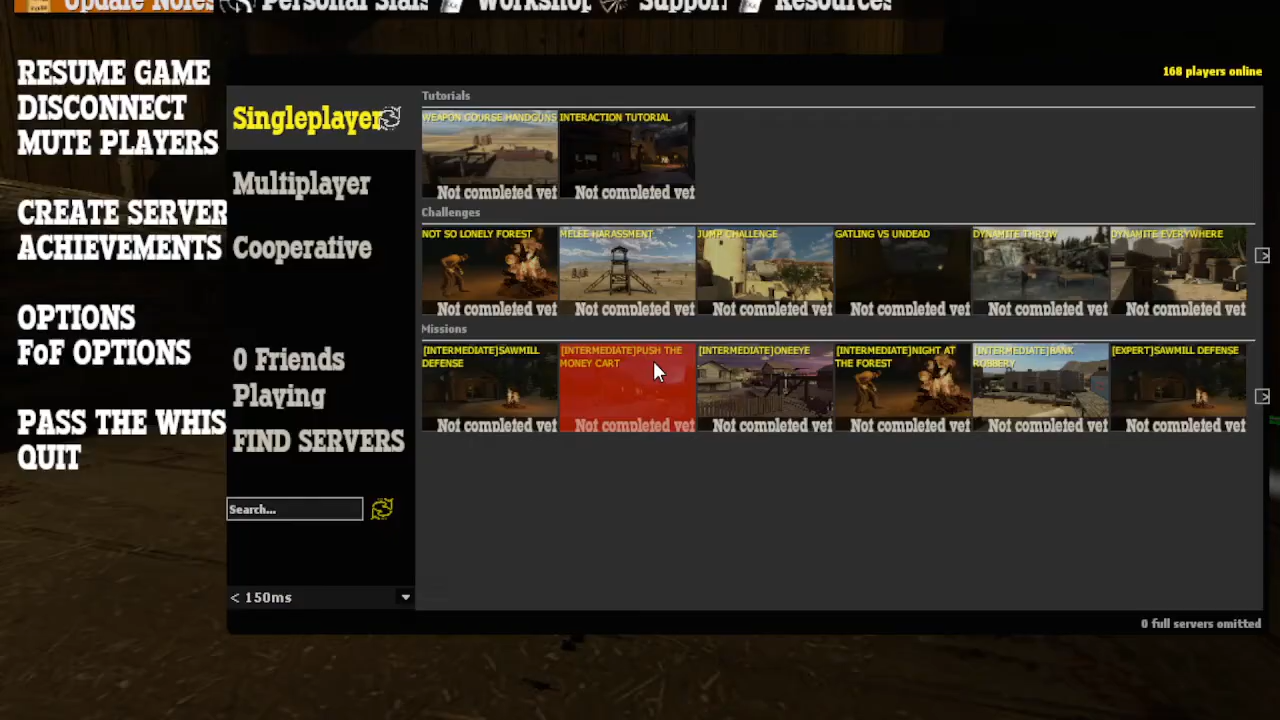 Update Notes Personal Stats Workshop Support Resources
168 players online
RESUME GAME
DISCONNECT
MUTE PLAYERS
CREATE SERVER
ACHIEVEMENTS
OPTIONS
FoF OPTIONS
PASS THE WHIS
QUIT
Singleplayer
Multiplayer
Cooperative
0 Friends
Playing
FIND SERVERS
Search...
< 150ms
Tutorials
WEAPON COURSE HANDGUNS
Not completed yet
INTERACTION TUTORIAL
Not completed yet
Challenges
NOT SO LONELY FOREST
Not completed yet
MELEE HARASSMENT
Not completed yet
JUMP CHALLENGE
Not completed yet
GATLING VS UNDEAD
Not completed yet
DYNAMITE THROW
Not completed yet
DYNAMITE EVERYWHERE
Not completed yet
>
Missions
[INTERMEDIATE]SAWMILL
DEFENSE
Not completed yet
[INTERMEDIATE]PUSH THE
MONEY CART
Not completed yet
[INTERMEDIATE]ONEEYE
Not completed yet
[INTERMEDIATE]NIGHT AT
THE FOREST
Not completed yet
[INTERMEDIATE]BANK
ROBBERY
Not completed yet
[EXPERT]SAWMILL DEFENSE
Not completed yet
>
0 full servers omitted